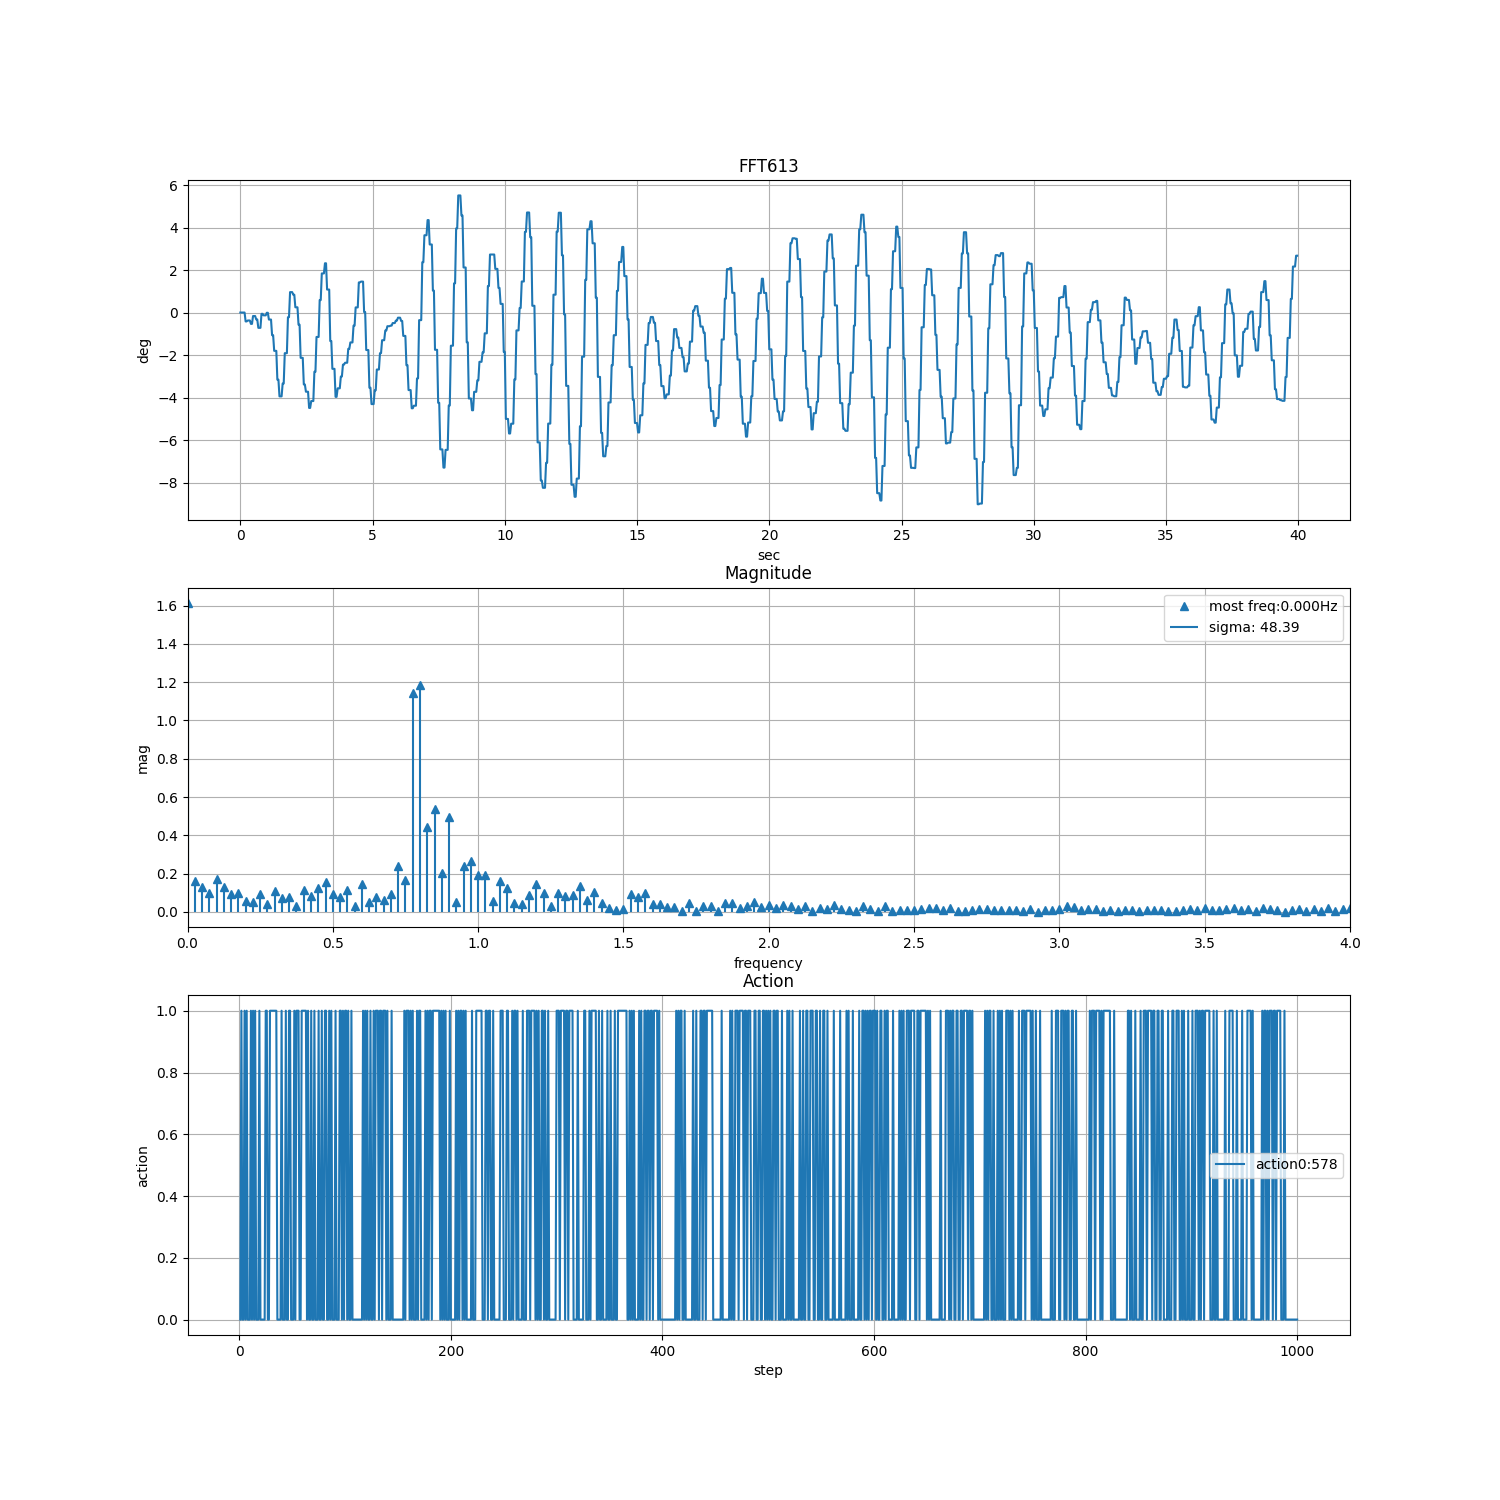 FFT613
6
4
2
0
−2
−4
−6
−8
deg
0 5 10 15 20 25 30 35 40
sec
Magnitude
1.6
1.4
1.2
1.0
0.8
0.6
0.4
0.2
0.0
mag
most freq:0.000Hz
sigma: 48.39
0.0 0.5 1.0 1.5 2.0 2.5 3.0 3.5 4.0
frequency
Action
1.0
0.8
0.6
0.4
0.2
0.0
action
action0:578
0 200 400 600 800 1000
step